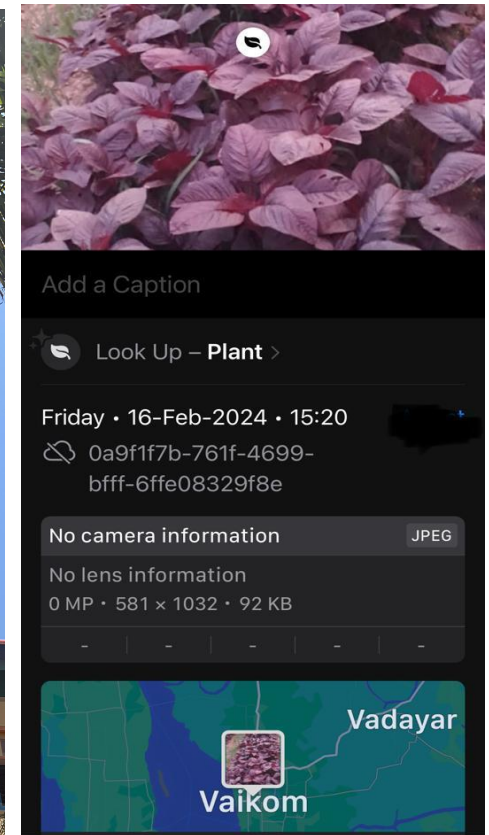 Add a Caption
Look Up – Plant >
Friday • 16-Feb-2024 • 15:20
0a9f1f7b-761f-4699-
bfff-6ffe08329f8e
No camera information JPEG
No lens information
0 MP • 581 × 1032 • 92 KB
- - - - -
Vadayar
Vaikom